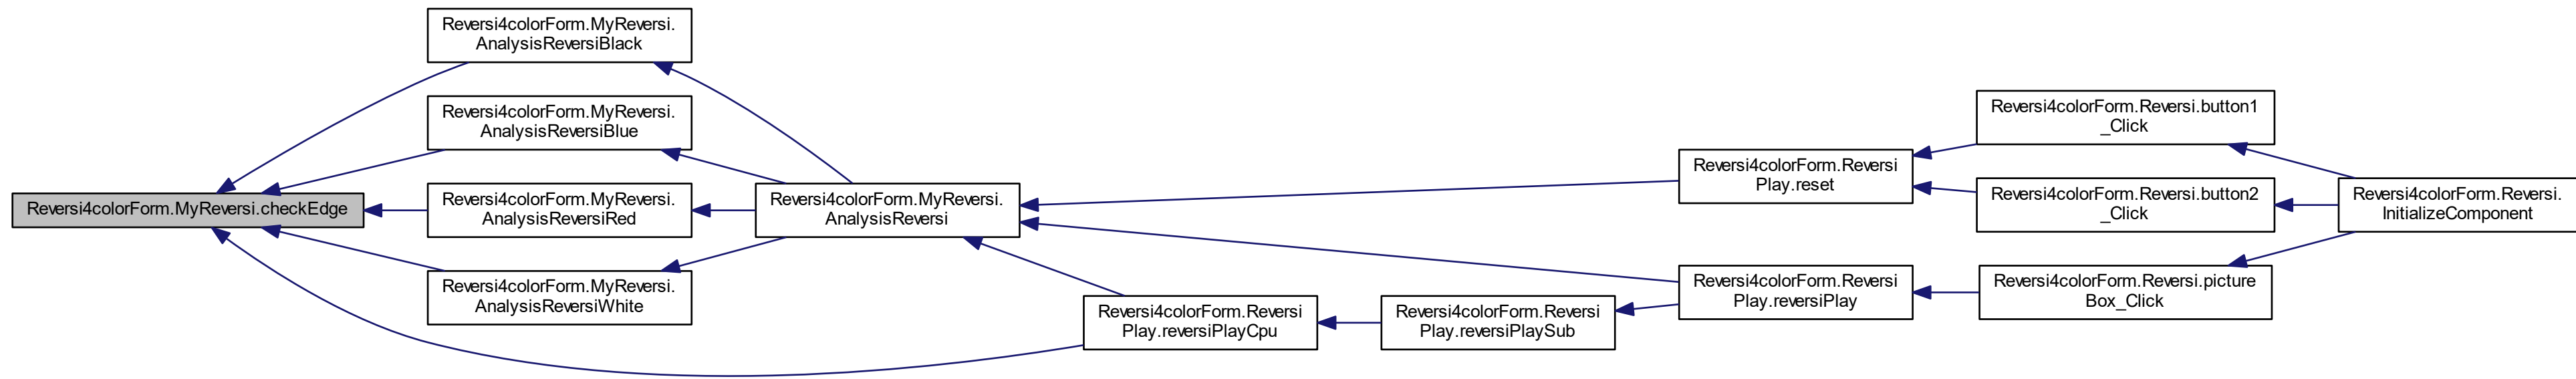 Reversi4colorForm.MyReversi.checkEdge
Reversi4colorForm.MyReversi.
AnalysisReversiBlack
Reversi4colorForm.MyReversi.
AnalysisReversiBlue
Reversi4colorForm.MyReversi.
AnalysisReversiRed
Reversi4colorForm.MyReversi.
AnalysisReversiWhite
Reversi4colorForm.MyReversi.
AnalysisReversi
Reversi4colorForm.Reversi
Play.reversiPlayCpu
Reversi4colorForm.Reversi
Play.reversiPlaySub
Reversi4colorForm.Reversi
Play.reset
Reversi4colorForm.Reversi
Play.reversiPlay
Reversi4colorForm.Reversi.button1
_Click
Reversi4colorForm.Reversi.button2
_Click
Reversi4colorForm.Reversi.picture
Box_Click
Reversi4colorForm.Reversi.
InitializeComponent